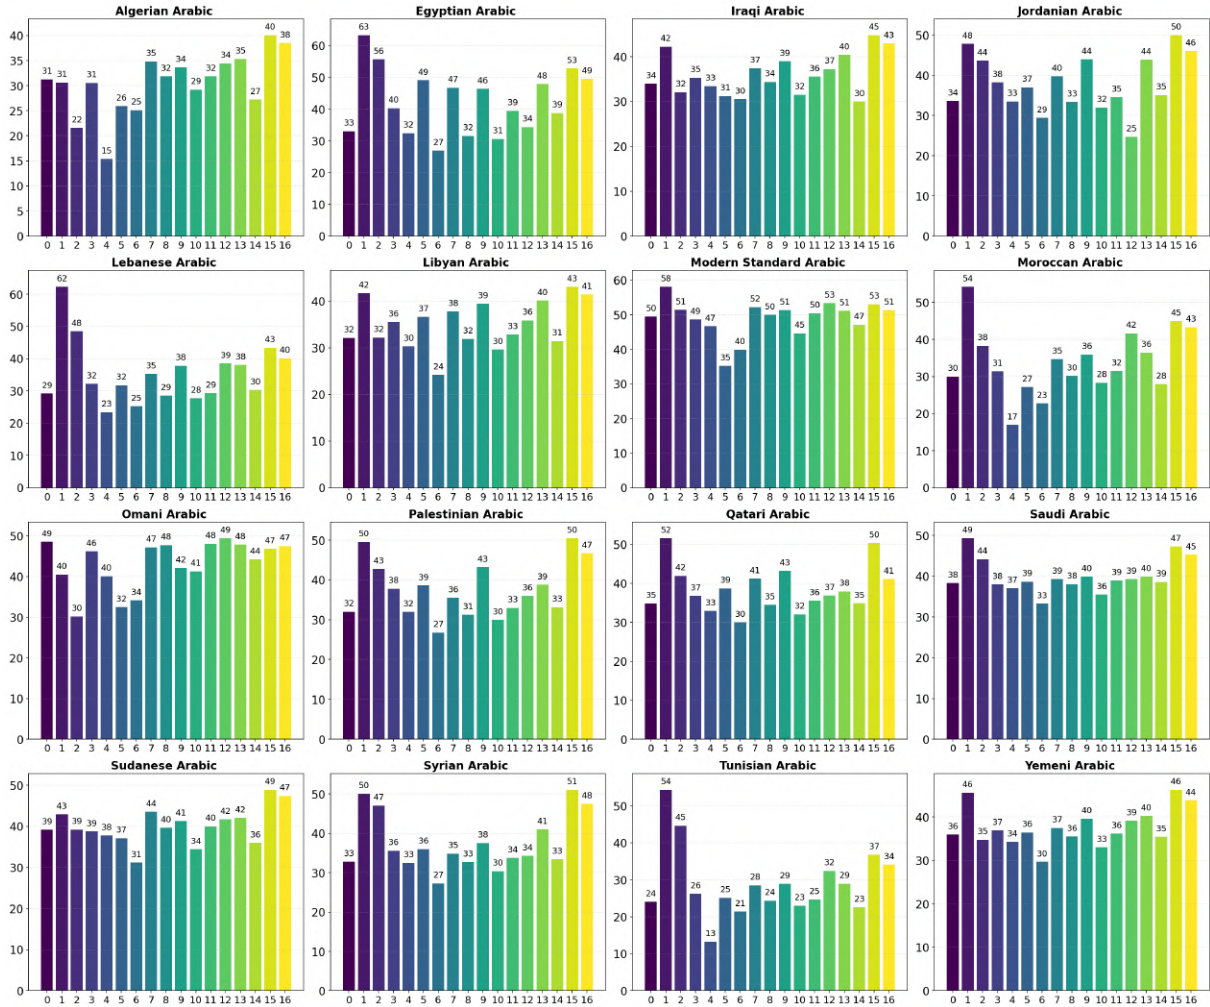 Algerian Arabic
40
35
30
25
20
15
10
5
0
31 31 22 31 15 26 25 35 32 34 29 32 34 35 27 40 38
0 1 2 3 4 5 6 7 8 9 10 11 12 13 14 15 16
Egyptian Arabic
60
50
40
30
20
10
0
33 63 56 40 32 49 27 47 32 46 31 39 34 48 39 53 49
0 1 2 3 4 5 6 7 8 9 10 11 12 13 14 15 16
Iraqi Arabic
40
30
20
10
0
34 42 32 35 33 31 31 37 34 39 32 36 37 40 30 45 43
0 1 2 3 4 5 6 7 8 9 10 11 12 13 14 15 16
Jordanian Arabic
50
40
30
20
10
0
34 48 44 38 33 37 29 40 33 44 32 35 25 44 35 50 46
0 1 2 3 4 5 6 7 8 9 10 11 12 13 14 15 16
Lebanese Arabic
60
50
40
30
20
10
0
29 62 48 32 23 32 25 35 29 38 28 29 39 38 30 43 40
0 1 2 3 4 5 6 7 8 9 10 11 12 13 14 15 16
Libyan Arabic
40
30
20
10
0
32 42 32 36 30 37 24 38 32 39 30 33 36 40 31 43 41
0 1 2 3 4 5 6 7 8 9 10 11 12 13 14 15 16
Modern Standard Arabic
60
50
40
30
20
10
0
50 58 51 49 47 35 40 52 50 51 45 50 53 51 47 53 51
0 1 2 3 4 5 6 7 8 9 10 11 12 13 14 15 16
Moroccan Arabic
50
40
30
20
10
0
30 54 38 31 17 27 23 35 30 36 28 32 42 36 28 45 43
0 1 2 3 4 5 6 7 8 9 10 11 12 13 14 15 16
Omani Arabic
50
40
30
20
10
0
49 40 30 46 40 32 34 47 48 42 41 48 49 48 44 47 47
0 1 2 3 4 5 6 7 8 9 10 11 12 13 14 15 16
Palestinian Arabic
50
40
30
20
10
0
32 50 43 38 32 39 27 36 31 43 30 33 36 39 33 50 47
0 1 2 3 4 5 6 7 8 9 10 11 12 13 14 15 16
Qatari Arabic
50
40
30
20
10
0
35 52 42 37 33 39 30 41 35 43 32 36 37 38 35 50 41
0 1 2 3 4 5 6 7 8 9 10 11 12 13 14 15 16
Saudi Arabic
50
40
30
20
10
0
38 49 44 38 37 39 33 39 38 40 36 39 39 40 39 47 45
0 1 2 3 4 5 6 7 8 9 10 11 12 13 14 15 16
Sudanese Arabic
50
40
30
20
10
0
39 43 39 39 38 37 31 44 40 41 34 40 42 42 36 49 47
0 1 2 3 4 5 6 7 8 9 10 11 12 13 14 15 16
Syrian Arabic
50
40
30
20
10
0
33 50 47 36 33 36 27 35 33 38 30 34 34 41 33 51 48
0 1 2 3 4 5 6 7 8 9 10 11 12 13 14 15 16
Tunisian Arabic
50
40
30
20
10
0
24 54 45 26 13 25 21 28 24 29 23 25 32 29 23 37 34
0 1 2 3 4 5 6 7 8 9 10 11 12 13 14 15 16
Yemeni Arabic
40
30
20
10
0
36 46 35 37 34 36 30 37 36 40 33 36 39 40 35 46 44
0 1 2 3 4 5 6 7 8 9 10 11 12 13 14 15 16